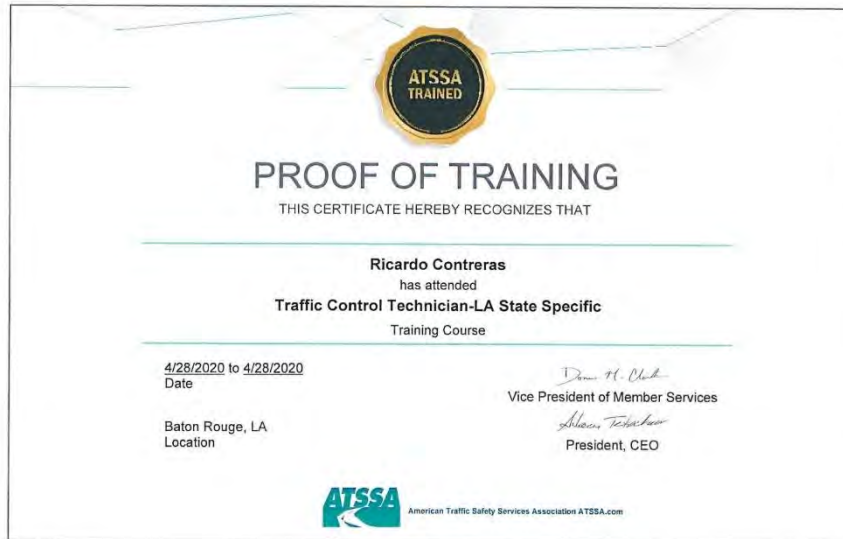 ATSSA
TRAINED
PROOF OF TRAINING
THIS CERTIFICATE HEREBY RECOGNIZES THAT
Ricardo Contreras
has attended
Traffic Control Technician-LA State Specific
Training Course
4/28/2020 to 4/28/2020
Date
Vice President of Member Services
Baton Rouge, LA
Location
President, CEO
ATSSA
American Traffic Safety Services Association ATSSA.com